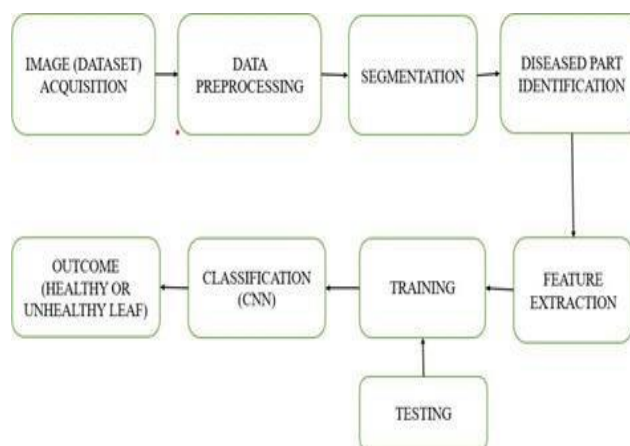 IMAGE (DATASET)
ACQUISITION
DATA
PREPROCESSING
SEGMENTATION
DISEASED PART
IDENTIFICATION
OUTCOME
(HEALTHY OR
UNHEALTHY LEAF)
CLASSIFICATION
(CNN)
TRAINING
FEATURE
EXTRACTION
TESTING